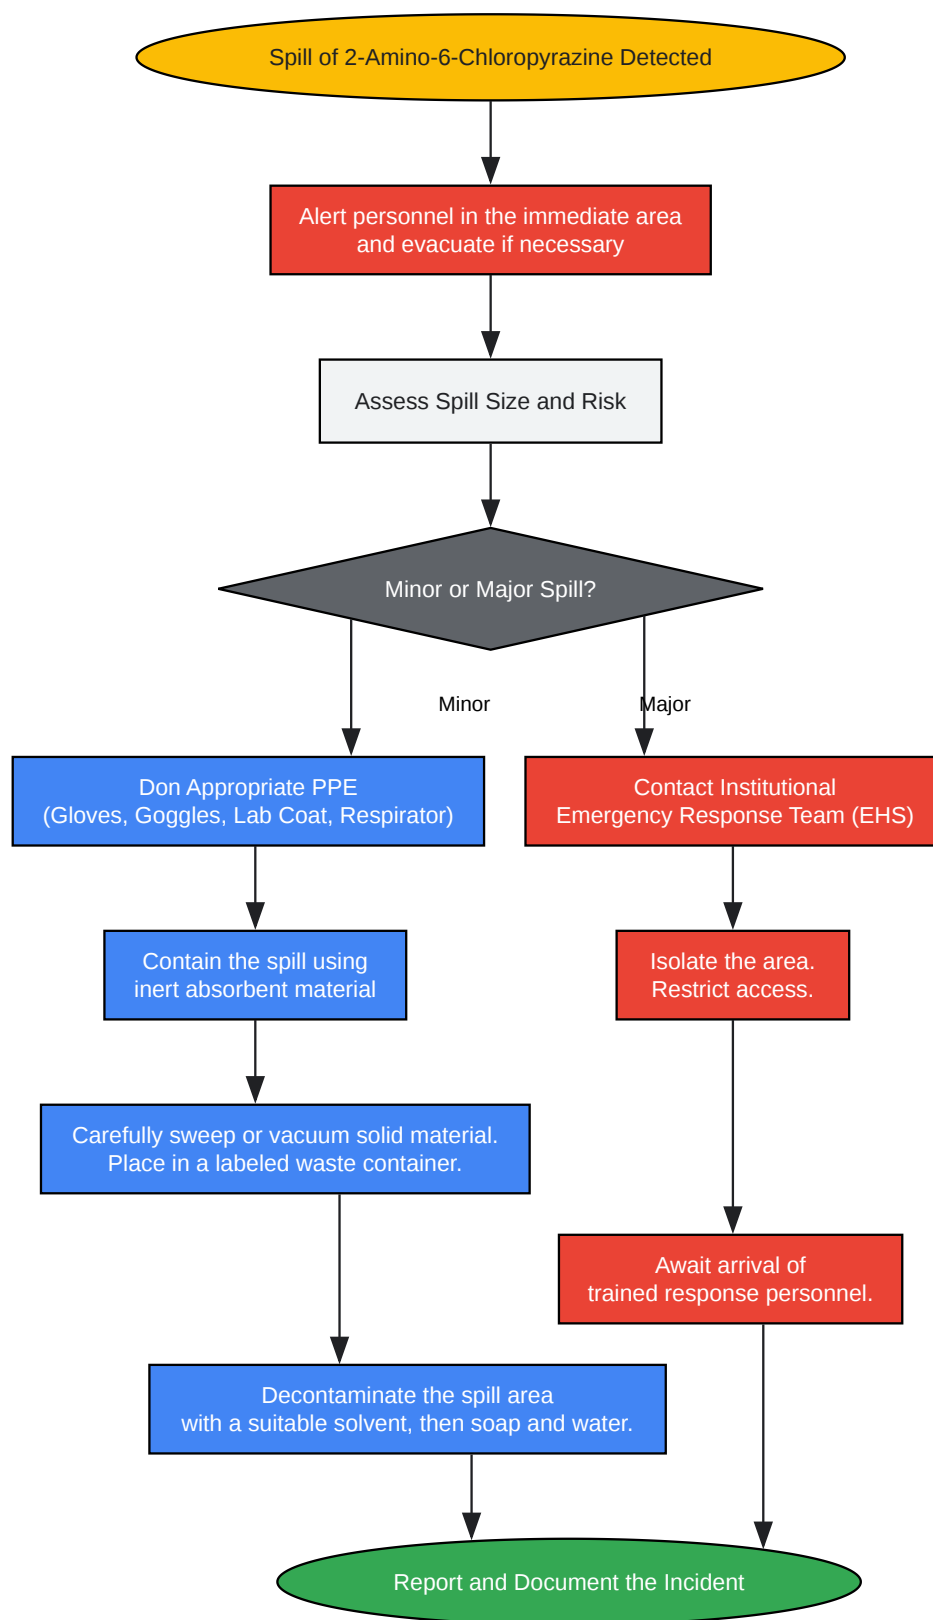 Spill of 2-Amino-6-Chloropyrazine Detected
Alert personnel in the immediate area
and evacuate if necessary
Assess Spill Size and Risk
Minor or Major Spill?
Minor
Major
Don Appropriate PPE
(Gloves, Goggles, Lab Coat, Respirator)
Contact Institutional
Emergency Response Team (EHS)
Contain the spill using
inert absorbent material
Isolate the area.
Restrict access.
Carefully sweep or vacuum solid material.
Place in a labeled waste container.
Await arrival of
trained response personnel.
Decontaminate the spill area
with a suitable solvent, then soap and water.
Report and Document the Incident